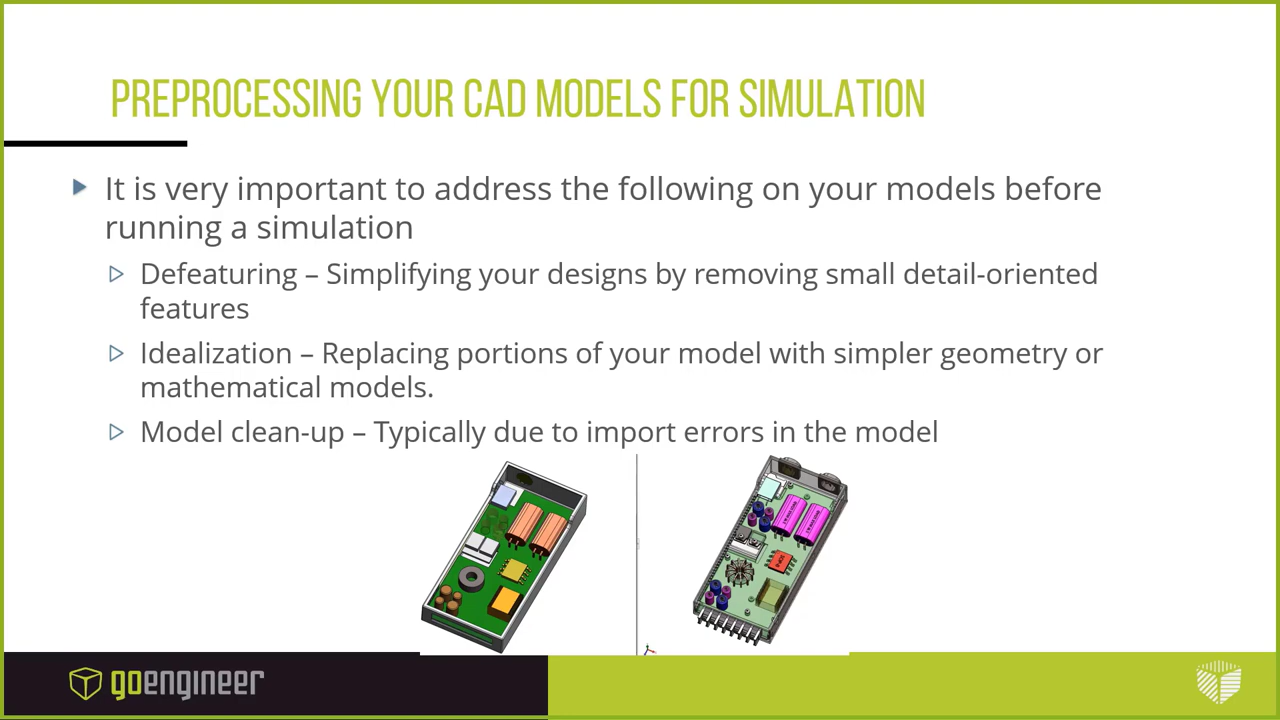 PREPROCESSING YOUR CAD MODELS FOR SIMULATION
It is very important to address the following on your models before
running a simulation
Defeaturing – Simplifying your designs by removing small detail-oriented
features
Idealization – Replacing portions of your model with simpler geometry or
mathematical models.
Model clean-up – Typically due to import errors in the model
goengineer